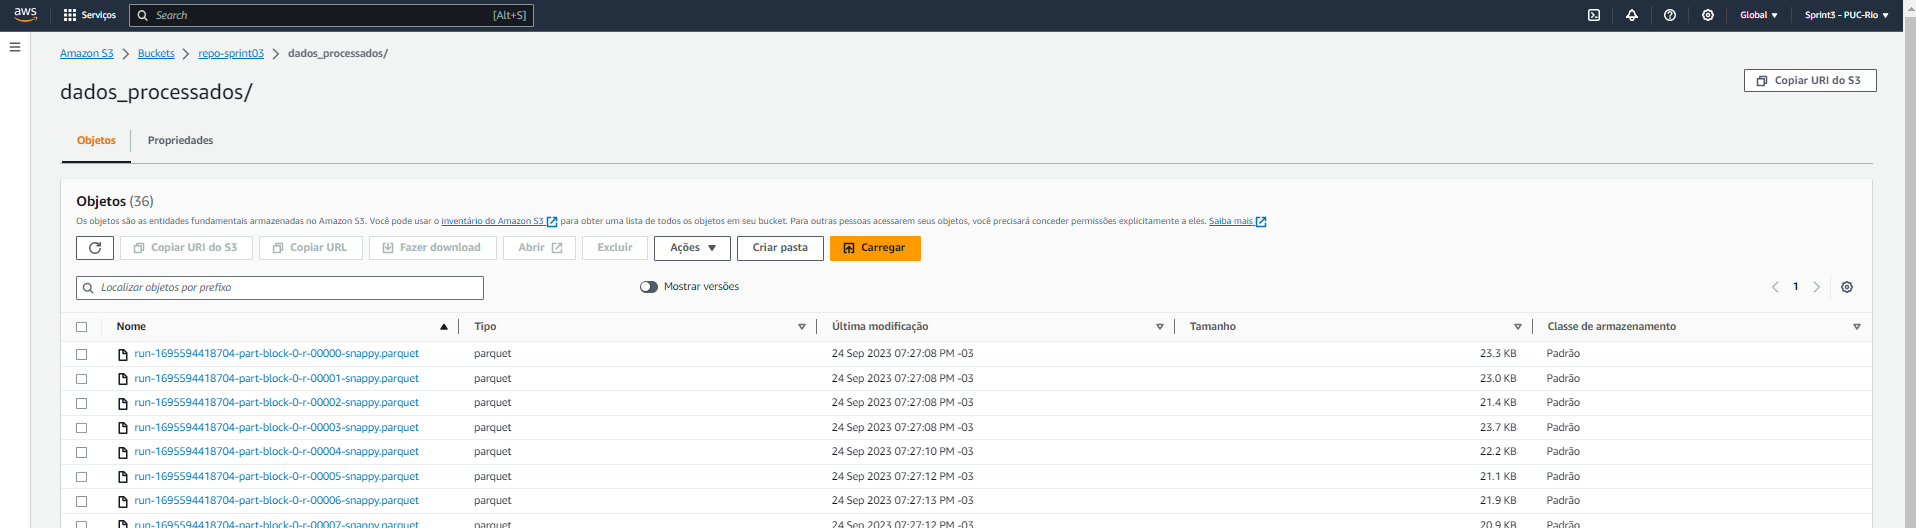 aws Serviços Search [Alt+S] Global Sprint3 - PUC-Rio
Amazon S3 Buckets repo-sprint03 dados_processados/
dados_processados/
Copiar URI do S3
Objetos Propriedades
Objetos (36)
Os objetos são as entidades fundamentais armazenadas no Amazon S3. Você pode usar o inventário do Amazon S3 para obter uma lista de todos os objetos em seu bucket. Para outras pessoas acessarem seus objetos, você precisará conceder permissões explicitamente a eles. Saiba mais
Copiar URI do S3 Copiar URL Fazer download Abrir Excluir Ações Criar pasta Carregar
Localizar objetos por prefixo Mostrar versões 1
Nome Tipo Última modificação Tamanho Classe de armazenamento
run-1695594418704-part-block-0-r-00000-snappy.parquet parquet 24 Sep 2023 07:27:08 PM -03 23.3 KB Padrão
run-1695594418704-part-block-0-r-00001-snappy.parquet parquet 24 Sep 2023 07:27:08 PM -03 23.0 KB Padrão
run-1695594418704-part-block-0-r-00002-snappy.parquet parquet 24 Sep 2023 07:27:08 PM -03 21.4 KB Padrão
run-1695594418704-part-block-0-r-00003-snappy.parquet parquet 24 Sep 2023 07:27:08 PM -03 23.7 KB Padrão
run-1695594418704-part-block-0-r-00004-snappy.parquet parquet 24 Sep 2023 07:27:10 PM -03 22.2 KB Padrão
run-1695594418704-part-block-0-r-00005-snappy.parquet parquet 24 Sep 2023 07:27:12 PM -03 21.1 KB Padrão
run-1695594418704-part-block-0-r-00006-snappy.parquet parquet 24 Sep 2023 07:27:13 PM -03 21.9 KB Padrão
run-1695594418704-part-block-0-r-00007-snappy.parquet parquet 24 Sep 2023 07:27:12 PM -03 20.9 KB Padrão